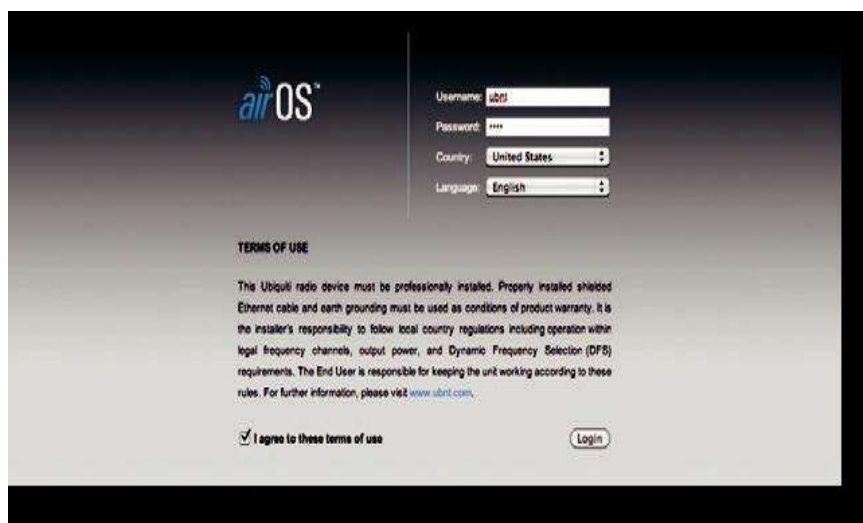 airOS™
Username: ubnt
Password: ••••
Country: United States
Language: English
TERMS OF USE
This Ubiquiti radio device must be professionally installed. Properly installed shielded
Ethernet cable and earth grounding must be used as conditions of product warranty. It is
the installer's responsibility to follow local country regulations including operation within
legal frequency channels, output power, and Dynamic Frequency Selection (DFS)
requirements. The End User is responsible for keeping the unit working according to these
rules. For further information, please visit www.ubnt.com.
I agree to these terms of use
Login